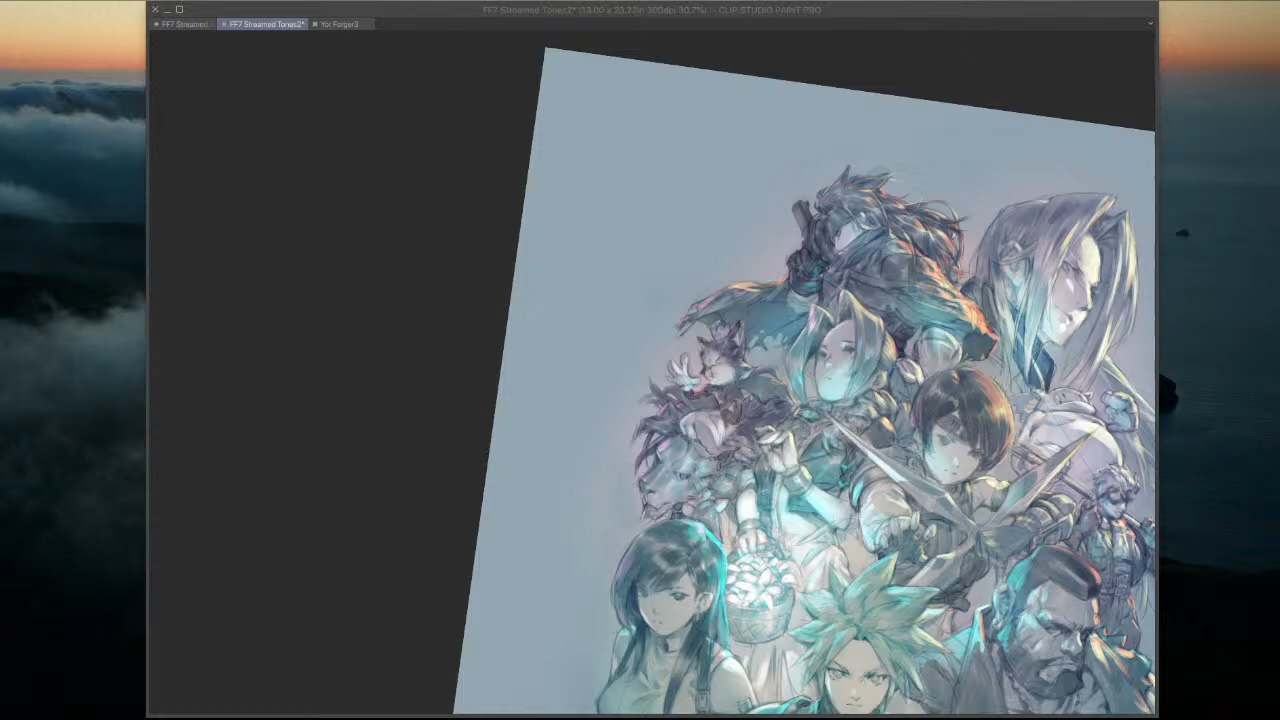 FF7 Streamed Tones2* (13.00 x 23.22in 300dpi 30.7%) - CLIP STUDIO PAINT PRO
FF7 Streamed
FF7 Streamed Tones2*
Yor Forger3